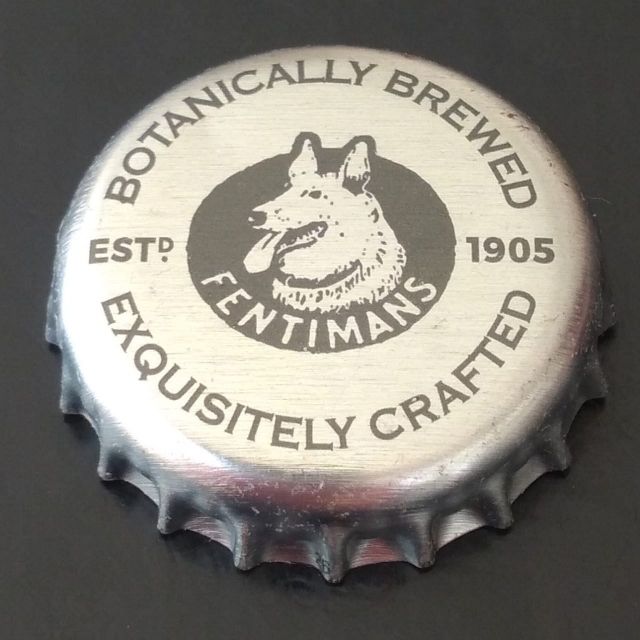 BOTANICALLY BREWED
ESTD. 1905
FENTIMANS
EXQUISITELY CRAFTED